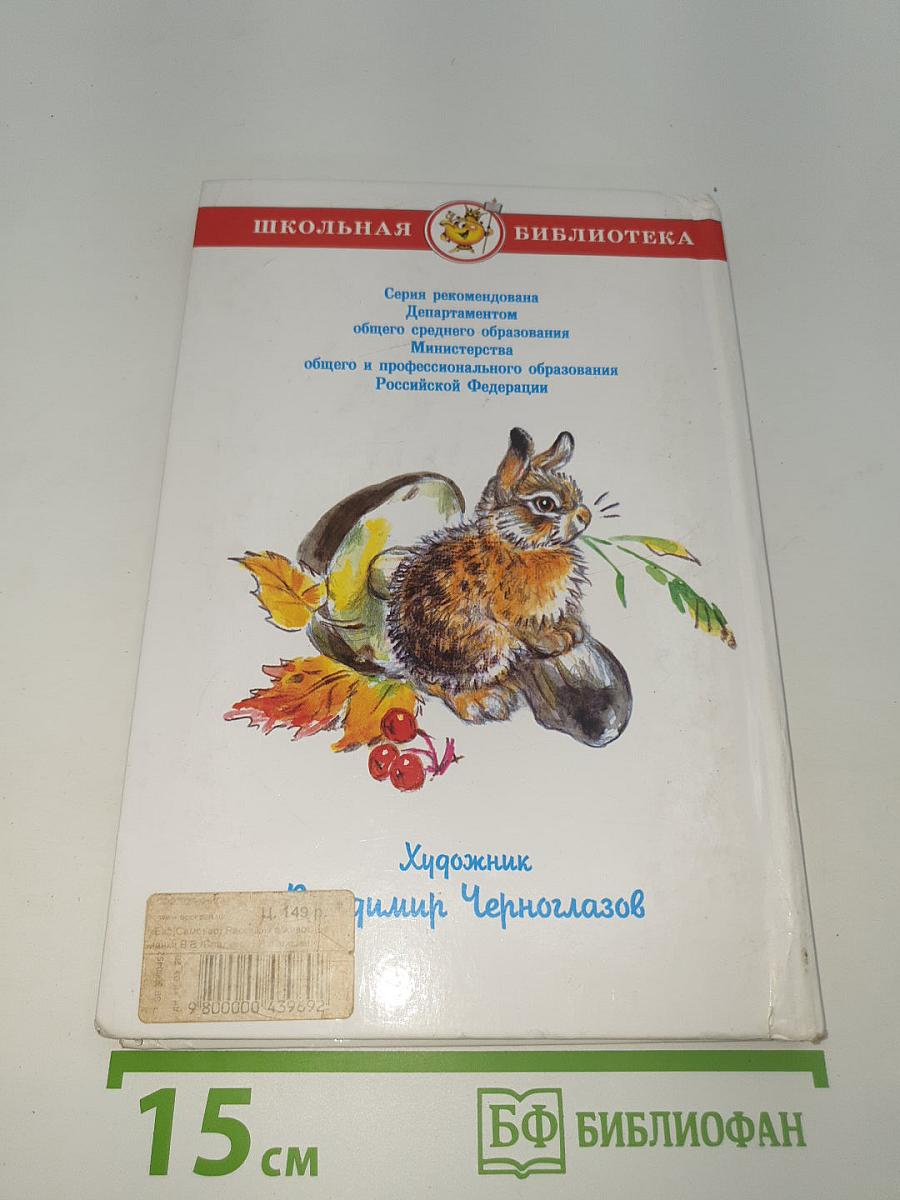 ШКОЛЬНАЯ БИБЛИОТЕКА
Серия рекомендована
Департаментом
общего среднего образования
Министерства
общего и профессионального образования
Российской Федерации
Художник
Черноглазов
Ц. 149 р.
9 800000 439692
15 см
БФ БИБЛИОФАН